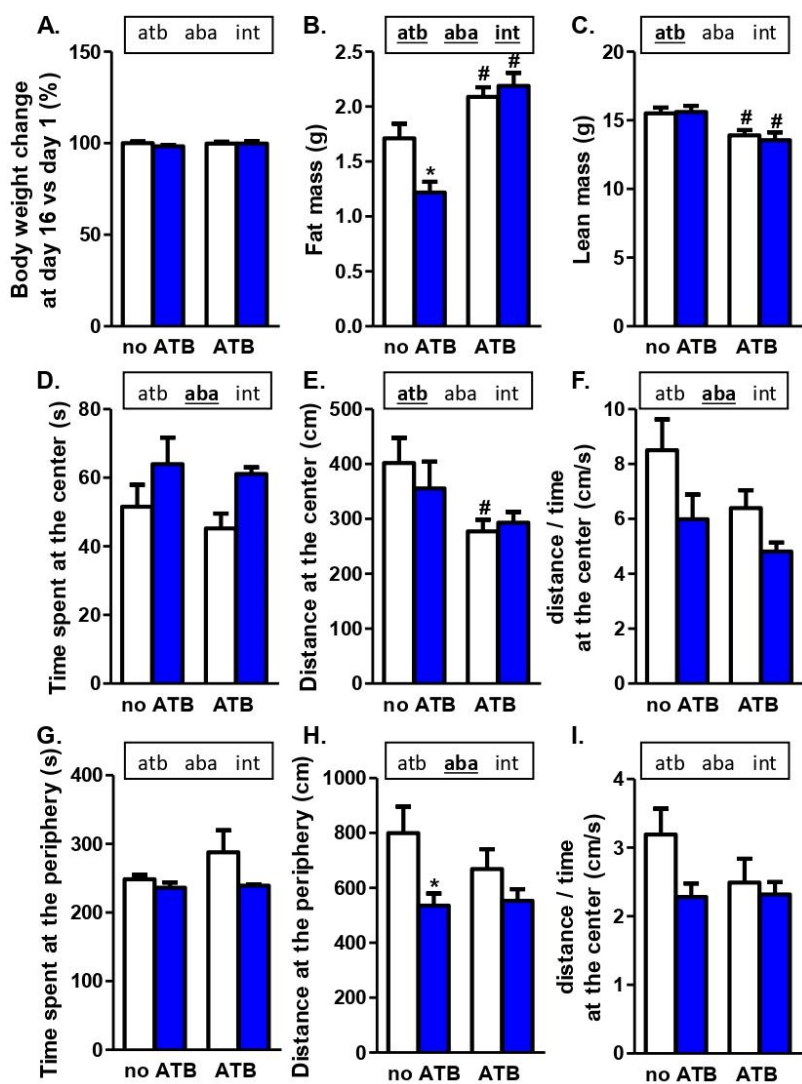 A.
atb aba int
Body weight change
at day 16 vs day 1 (%)
150
100
50
0
no ATB ATB
B.
atb aba int
Fat mass (g)
2.5
2.0
1.5
1.0
0.5
0.0
*
#
#
no ATB ATB
C.
atb aba int
Lean mass (g)
20
15
10
5
0
#
#
no ATB ATB
D.
atb aba int
Time spent at the center (s)
80
60
40
20
0
no ATB ATB
E.
atb aba int
Distance at the center (cm)
500
400
300
200
100
0
#
no ATB ATB
F.
atb aba int
distance / time
at the center (cm/s)
10
8
6
4
2
0
no ATB ATB
G.
atb aba int
Time spent at the periphery (s)
400
300
200
100
0
no ATB ATB
H.
atb aba int
Distance at the periphery (cm)
1000
800
600
400
200
0
*
no ATB ATB
I.
atb aba int
distance / time
at the center (cm/s)
4
3
2
1
0
no ATB ATB